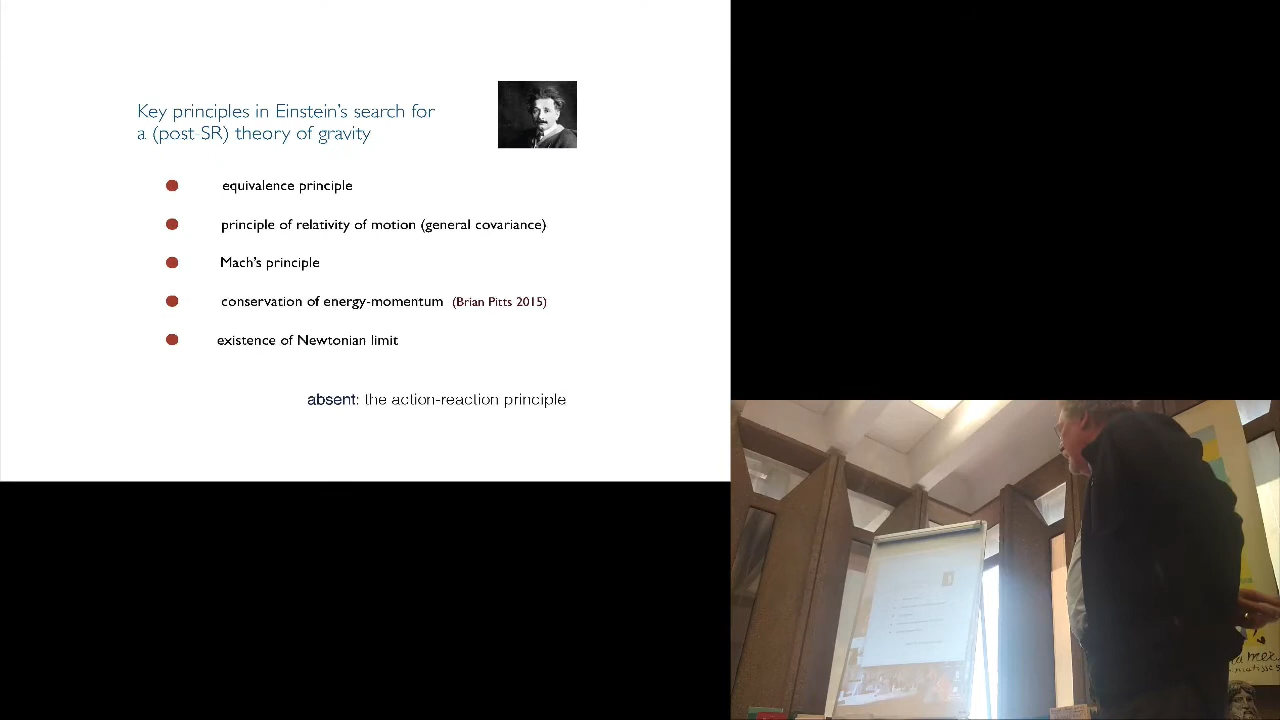 Key principles in Einstein's search for
a (post-SR) theory of gravity
equivalence principle
principle of relativity of motion (general covariance)
Mach's principle
conservation of energy-momentum (Brian Pitts 2015)
existence of Newtonian limit
absent: the action-reaction principle